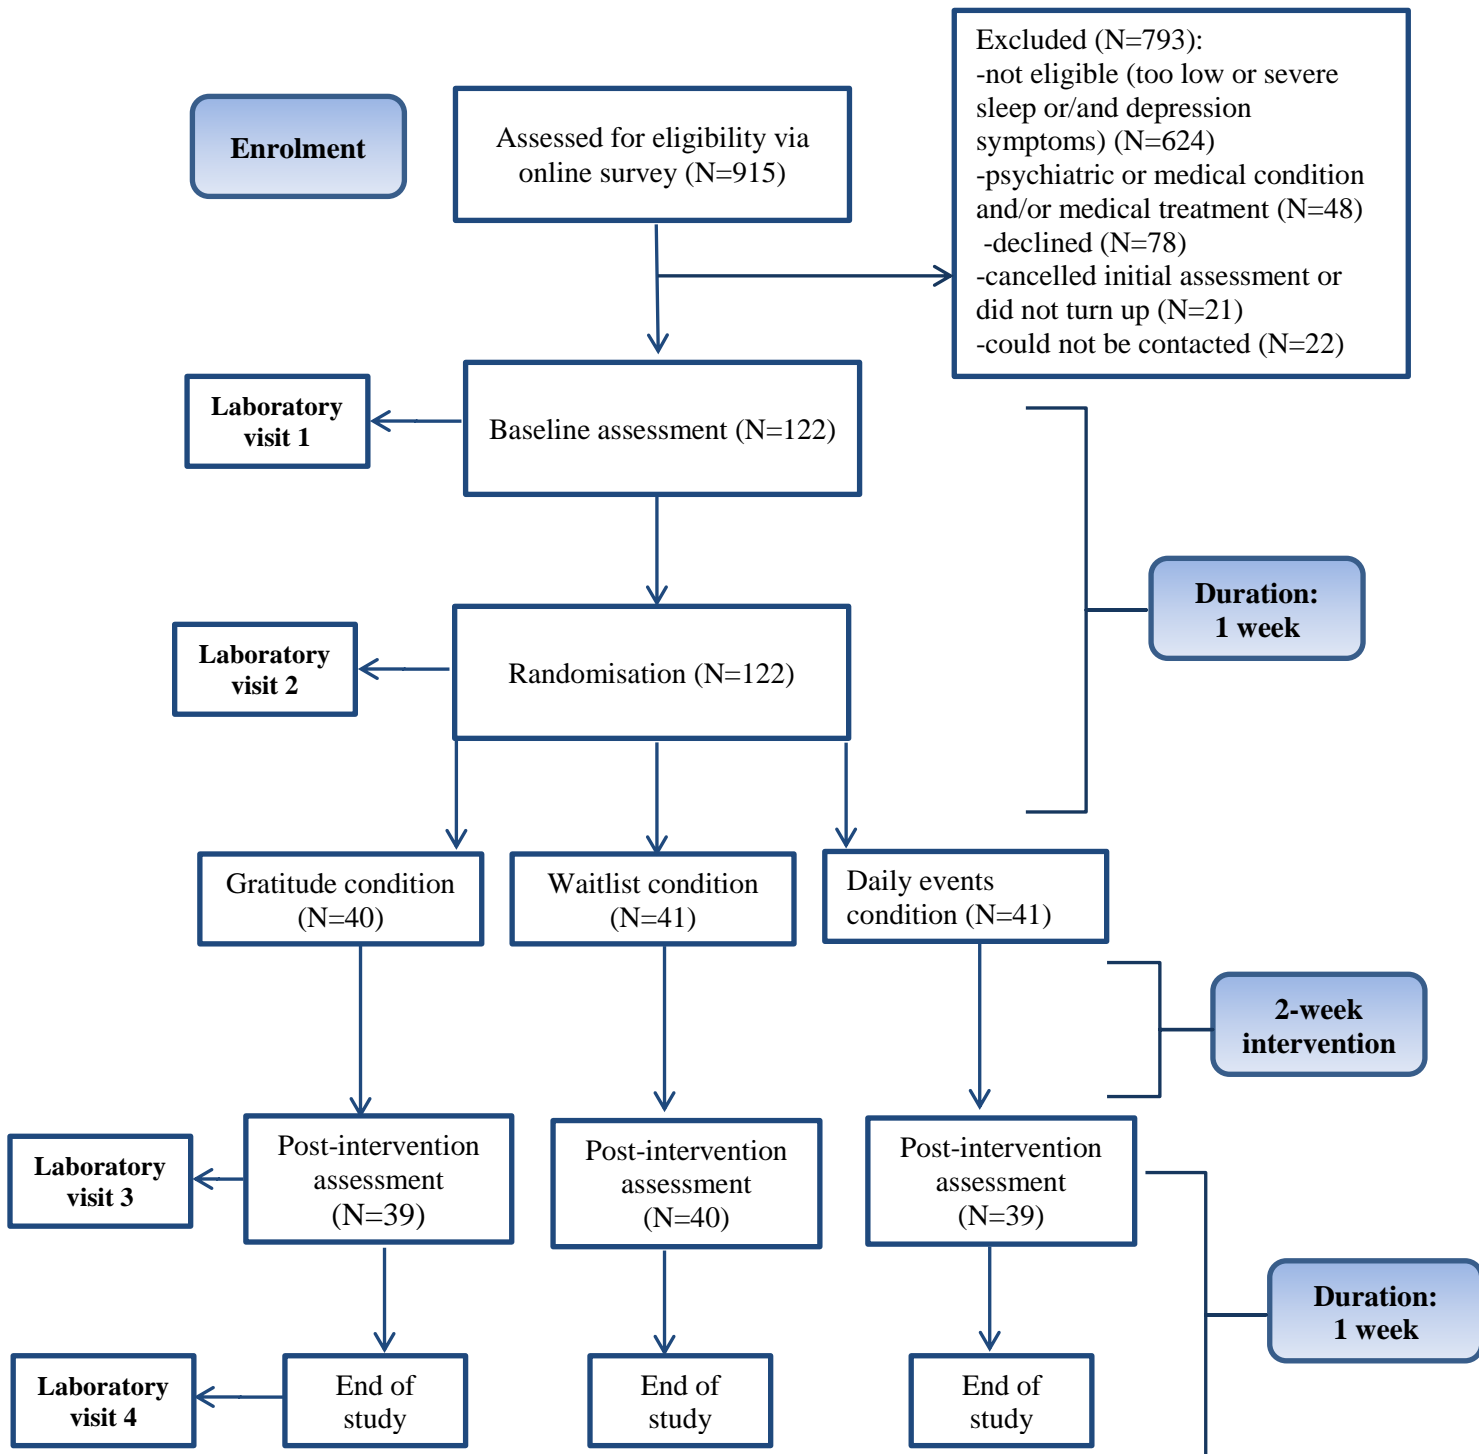 Enrolment
Assessed for eligibility via
online survey (N=915)
Excluded (N=793):
-not eligible (too low or severe
sleep or/and depression
symptoms) (N=624)
-psychiatric or medical condition
and/or medical treatment (N=48)
-declined (N=78)
-cancelled initial assessment or
did not turn up (N=21)
-could not be contacted (N=22)
Laboratory
visit 1
Baseline assessment (N=122)
Duration:
1 week
Laboratory
visit 2
Randomisation (N=122)
Gratitude condition
(N=40)
Waitlist condition
(N=41)
Daily events
condition (N=41)
2-week
intervention
Laboratory
visit 3
Post-intervention
assessment
(N=39)
Post-intervention
assessment
(N=40)
Post-intervention
assessment
(N=39)
Duration:
1 week
Laboratory
visit 4
End of
study
End of
study
End of
study